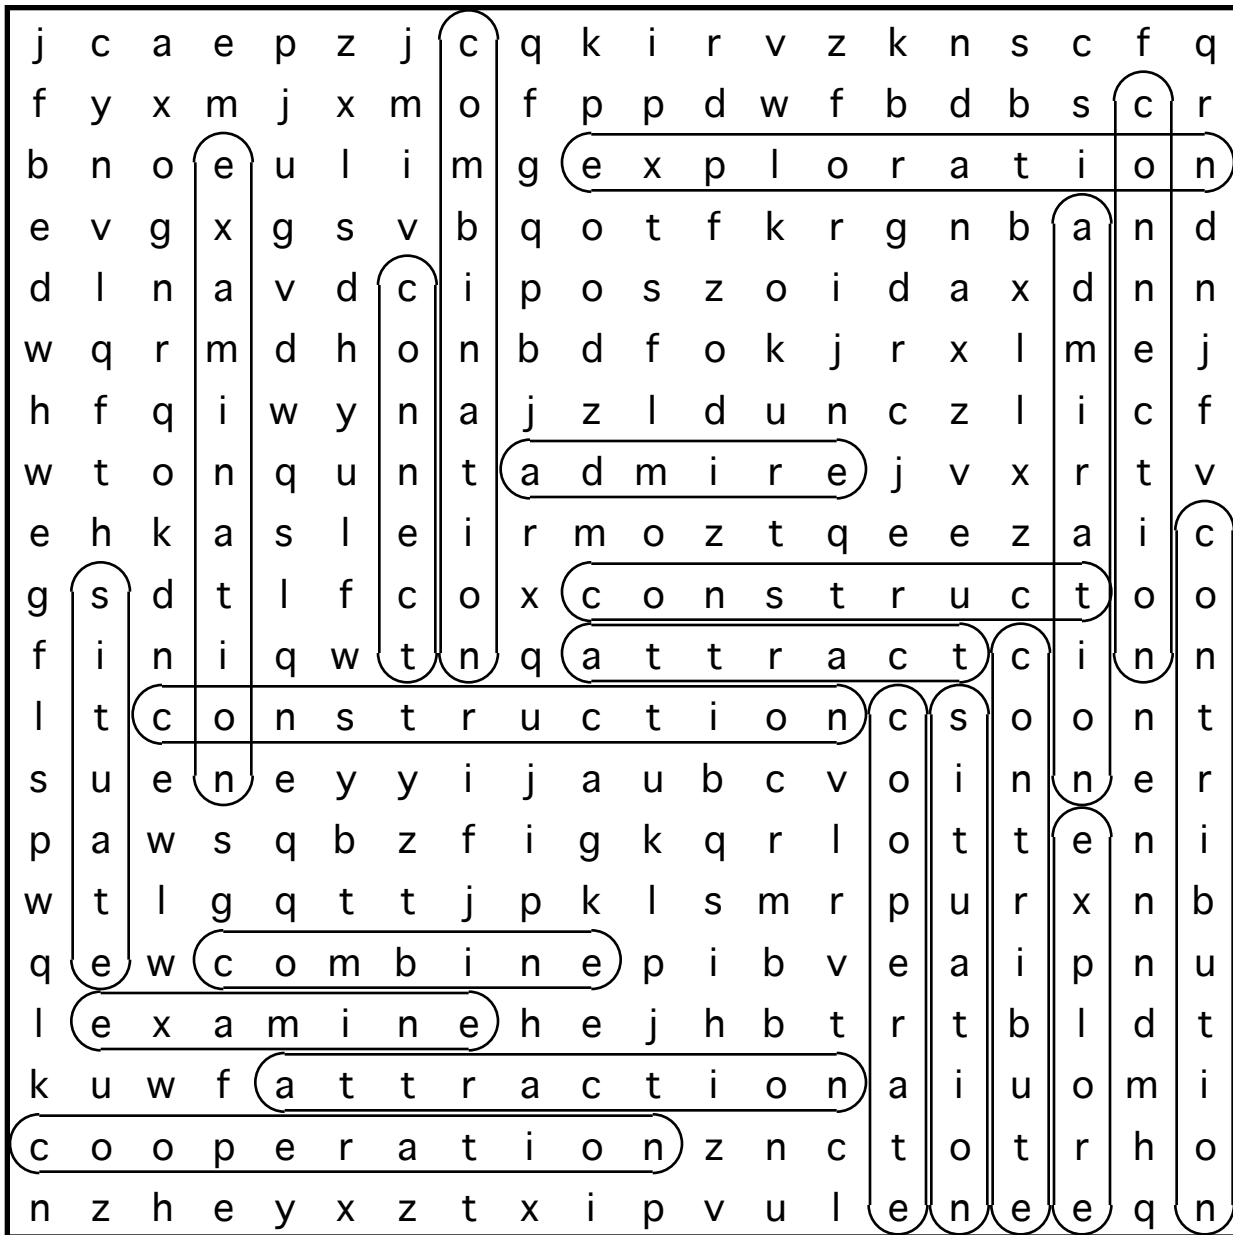 j c a e p z j c q k i r v z k n s c f q
f y x m j x m o f p p d w f b d b s c r
b n o e u l i m g e x p l o r a t i o n
e v g x g s v b q o t f k r g n b a n d
d l n a v d c i p o s z o i d a x d n n
w q r m d h o n b d f o k j r x l m e j
h f q i w y n a j z l d u n c z l i c f
w t o n q u n t a d m i r e j v x r t v
e h k a s l e i r m o z t q e e z a i c
g s d t l f c o x c o n s t r u c t o o
f i n i q w t n q a t t r a c t c i n n
l t c o n s t r u c t i o n c s o o n t
s u e n e y y i j a u b c v o i n n e r
p a w s q b z f i g k q r l o t t e n i
w t l g q t t j p k l s m r p u r x n b
q e w c o m b i n e p i b v e a i p n u
l e x a m i n e h e j h b t r t b l d t
k u w f a t t r a c t i o n a i u o m i
c o o p e r a t i o n z n c t o t r h o
n z h e y x z t x i p v u l e n e e q n